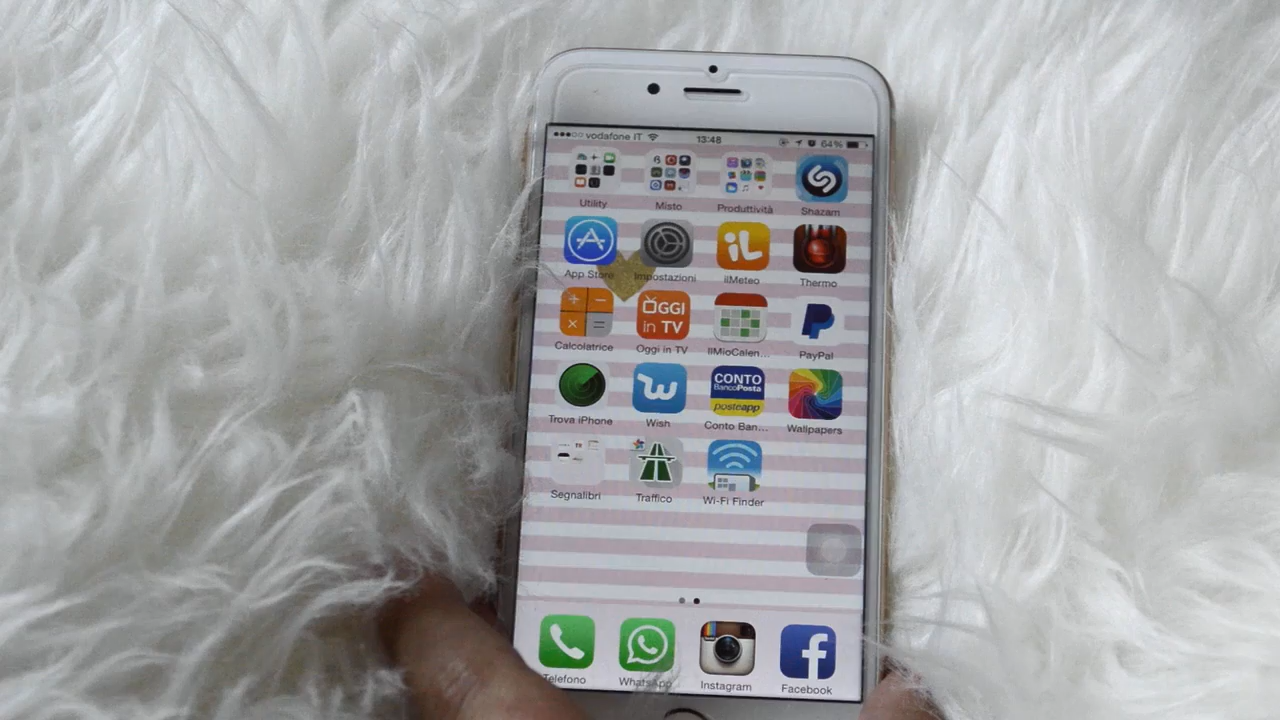 vodafone IT 13:48 64%
Utility Misto Produttività Shazam
iL
App Store Impostazioni ilMeteo Thermo
OGGI
in TV
Calcolatrice Oggi in TV IlMioCalen... PayPal
CONTO
BancoPosta
posteapp
Trova iPhone Wish Conto Ban... Wallpapers
Segnalibri Traffico Wi-Fi Finder
Telefono WhatsApp Instagram Facebook